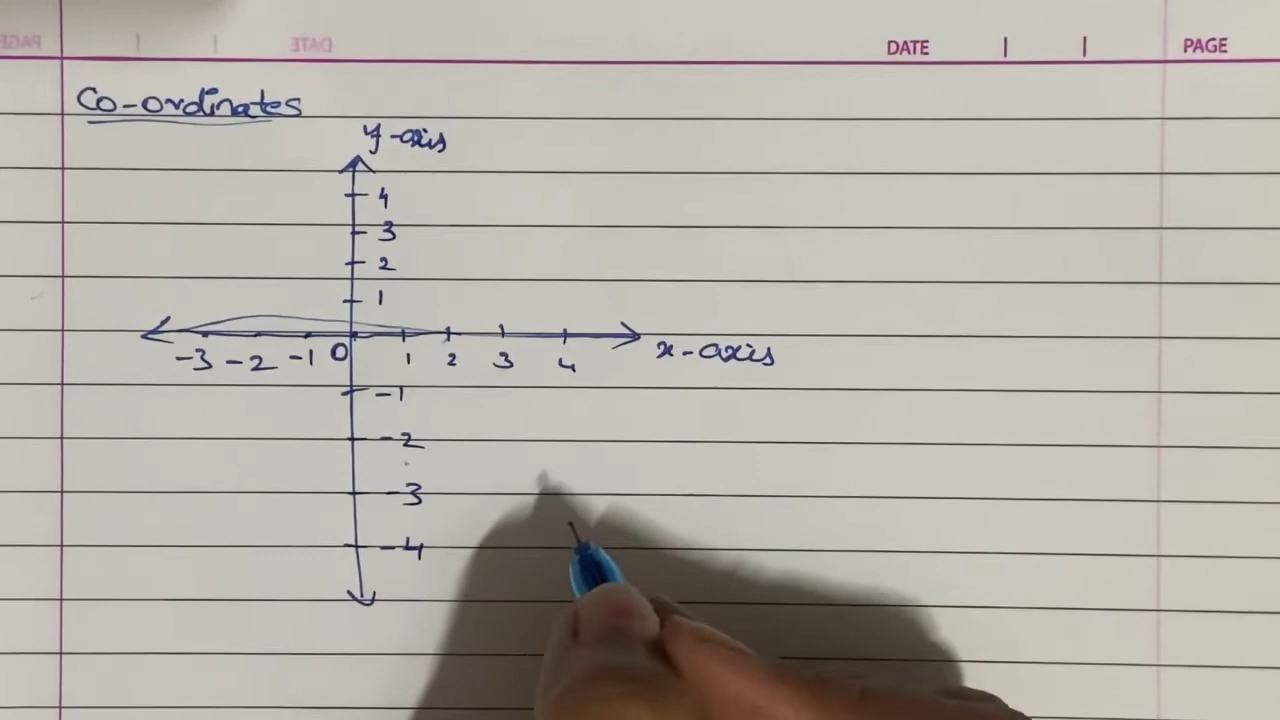 DATE PAGE
Co-ordinates
y-axis
4
3
2
1
-3 -2 -1 0 1 2 3 4 x-axis
-1
-2
-3
-4